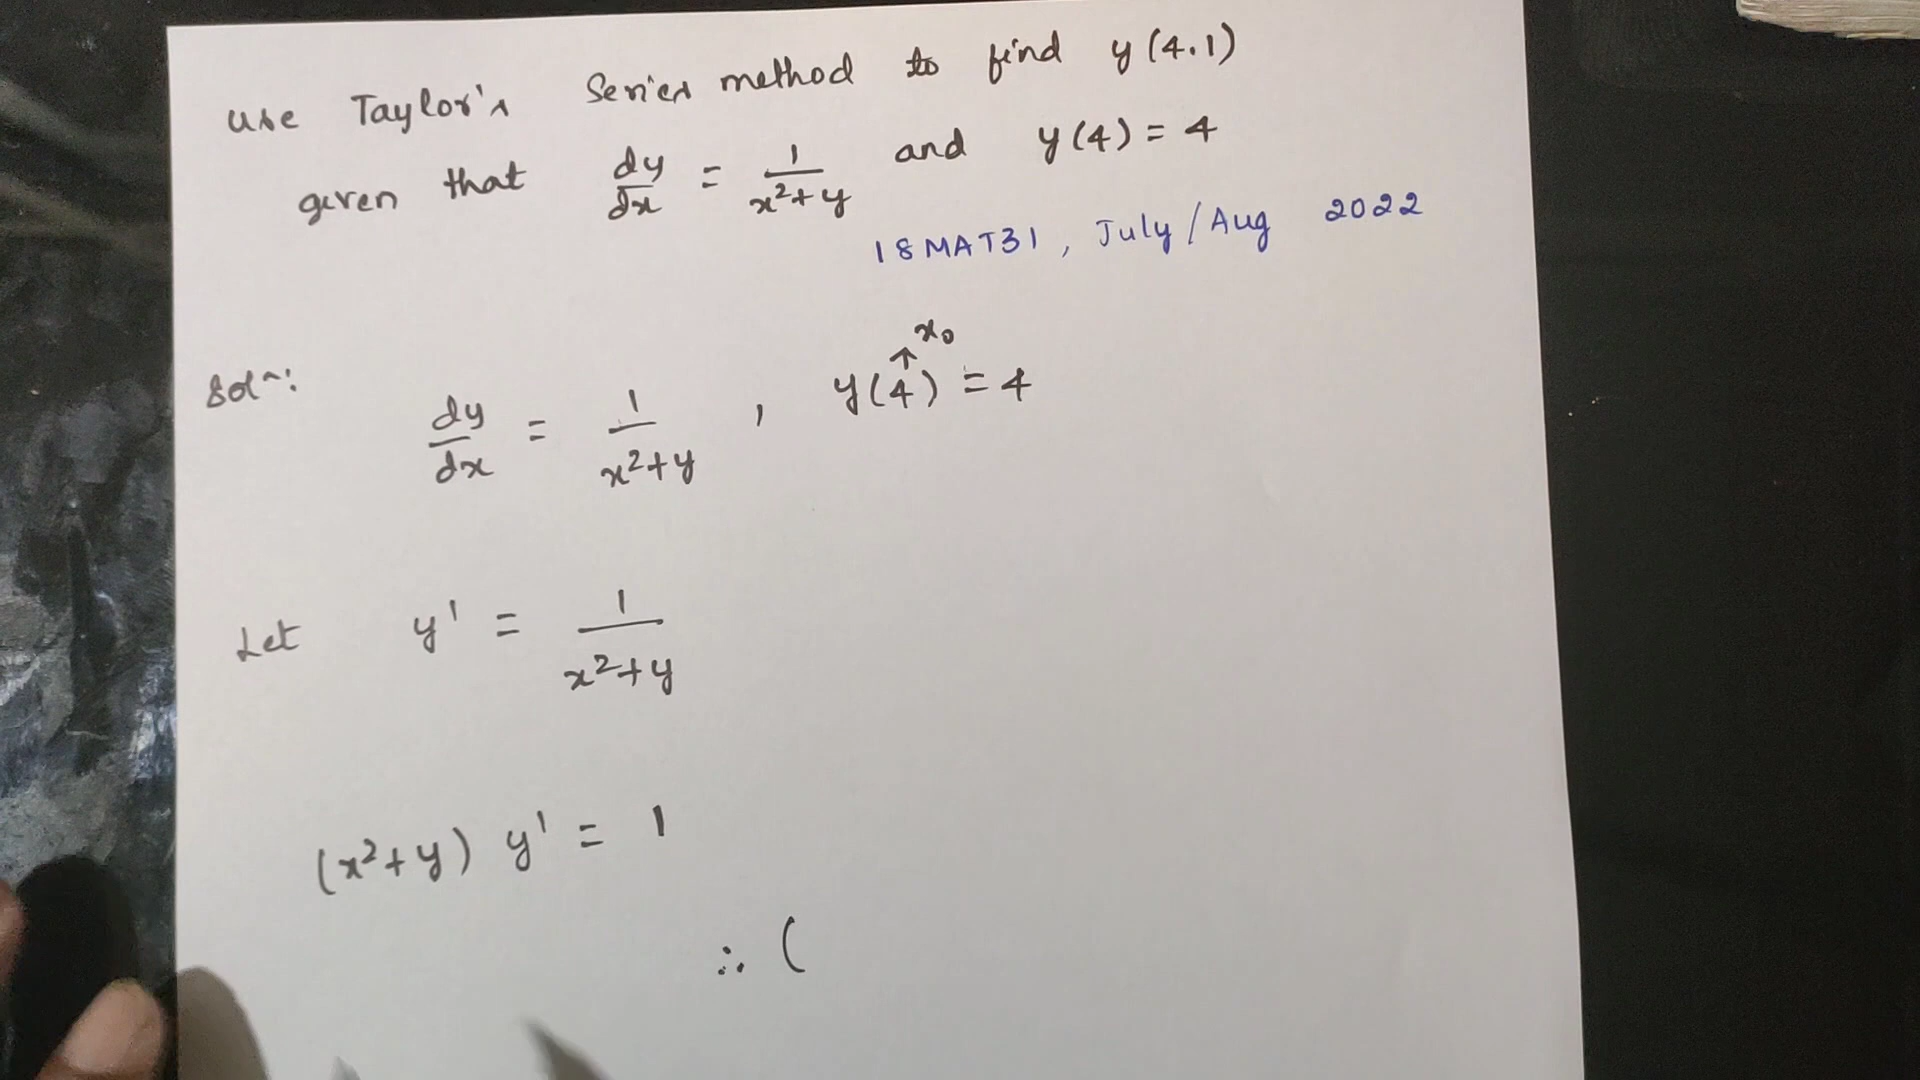 Use Taylor's Series method to find y(4.1)
given that dy/dx = 1/x²+y and y(4) = 4
18MAT31, July/Aug 2022
x₀
Solⁿ: dy/dx = 1/x²+y , y(4) = 4
↑
Let y' = 1/x²+y
(x²+y) y' = 1
∴ (